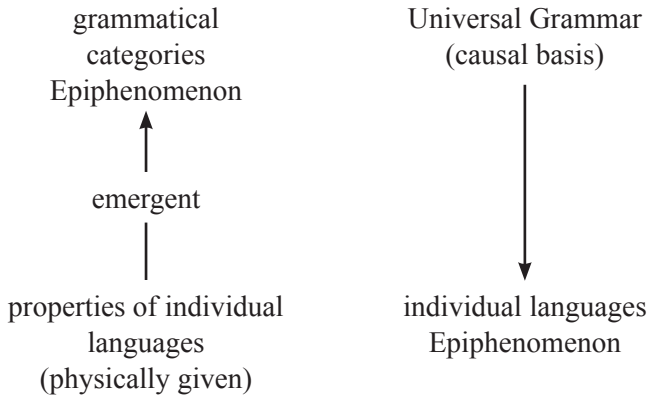 grammatical
categories
Epiphenomenon
emergent
properties of individual
languages
(physically given)
Universal Grammar
(causal basis)
individual languages
Epiphenomenon